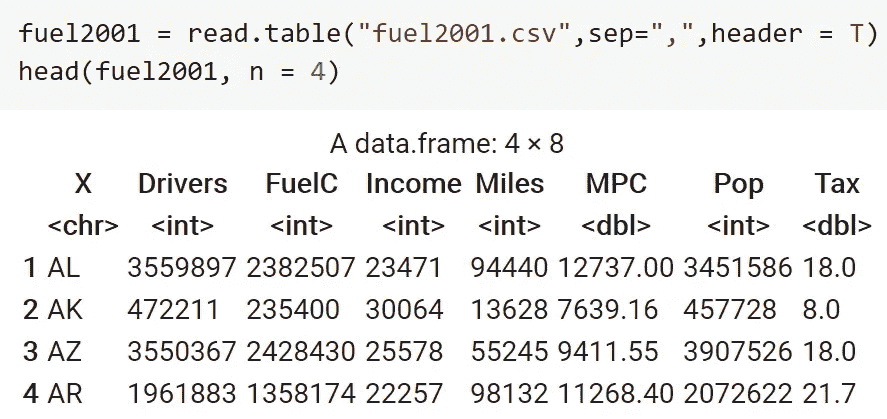 fuel2001 = read.table("fuel2001.csv",sep=",",header = T)
head(fuel2001, n = 4)
A data.frame: 4 × 8
X Drivers FuelC Income Miles MPC Pop Tax
<chr> <int> <int> <int> <int> <dbl> <int> <dbl>
1 AL 3559897 2382507 23471 94440 12737.00 3451586 18.0
2 AK 472211 235400 30064 13628 7639.16 457728 8.0
3 AZ 3550367 2428430 25578 55245 9411.55 3907526 18.0
4 AR 1961883 1358174 22257 98132 11268.40 2072622 21.7